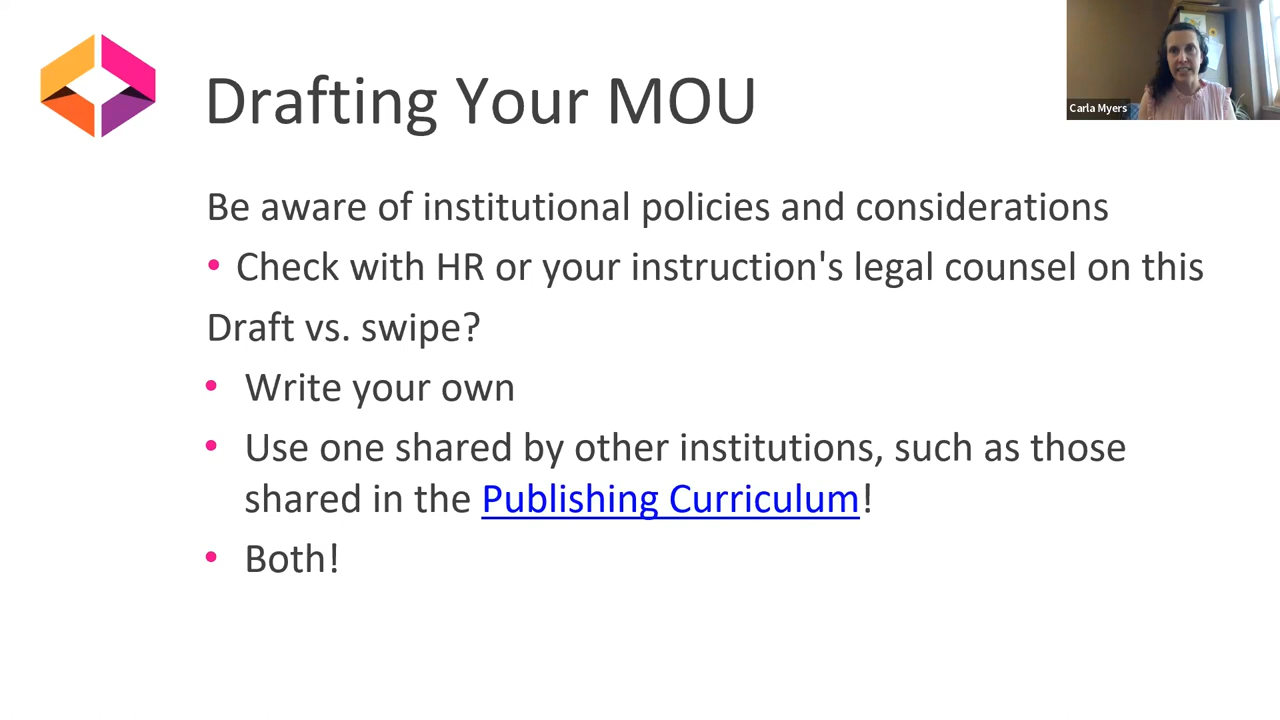 Drafting Your MOU
Carla Myers
Be aware of institutional policies and considerations
• Check with HR or your instruction's legal counsel on this
Draft vs. swipe?
• Write your own
• Use one shared by other institutions, such as those
shared in the Publishing Curriculum!
• Both!